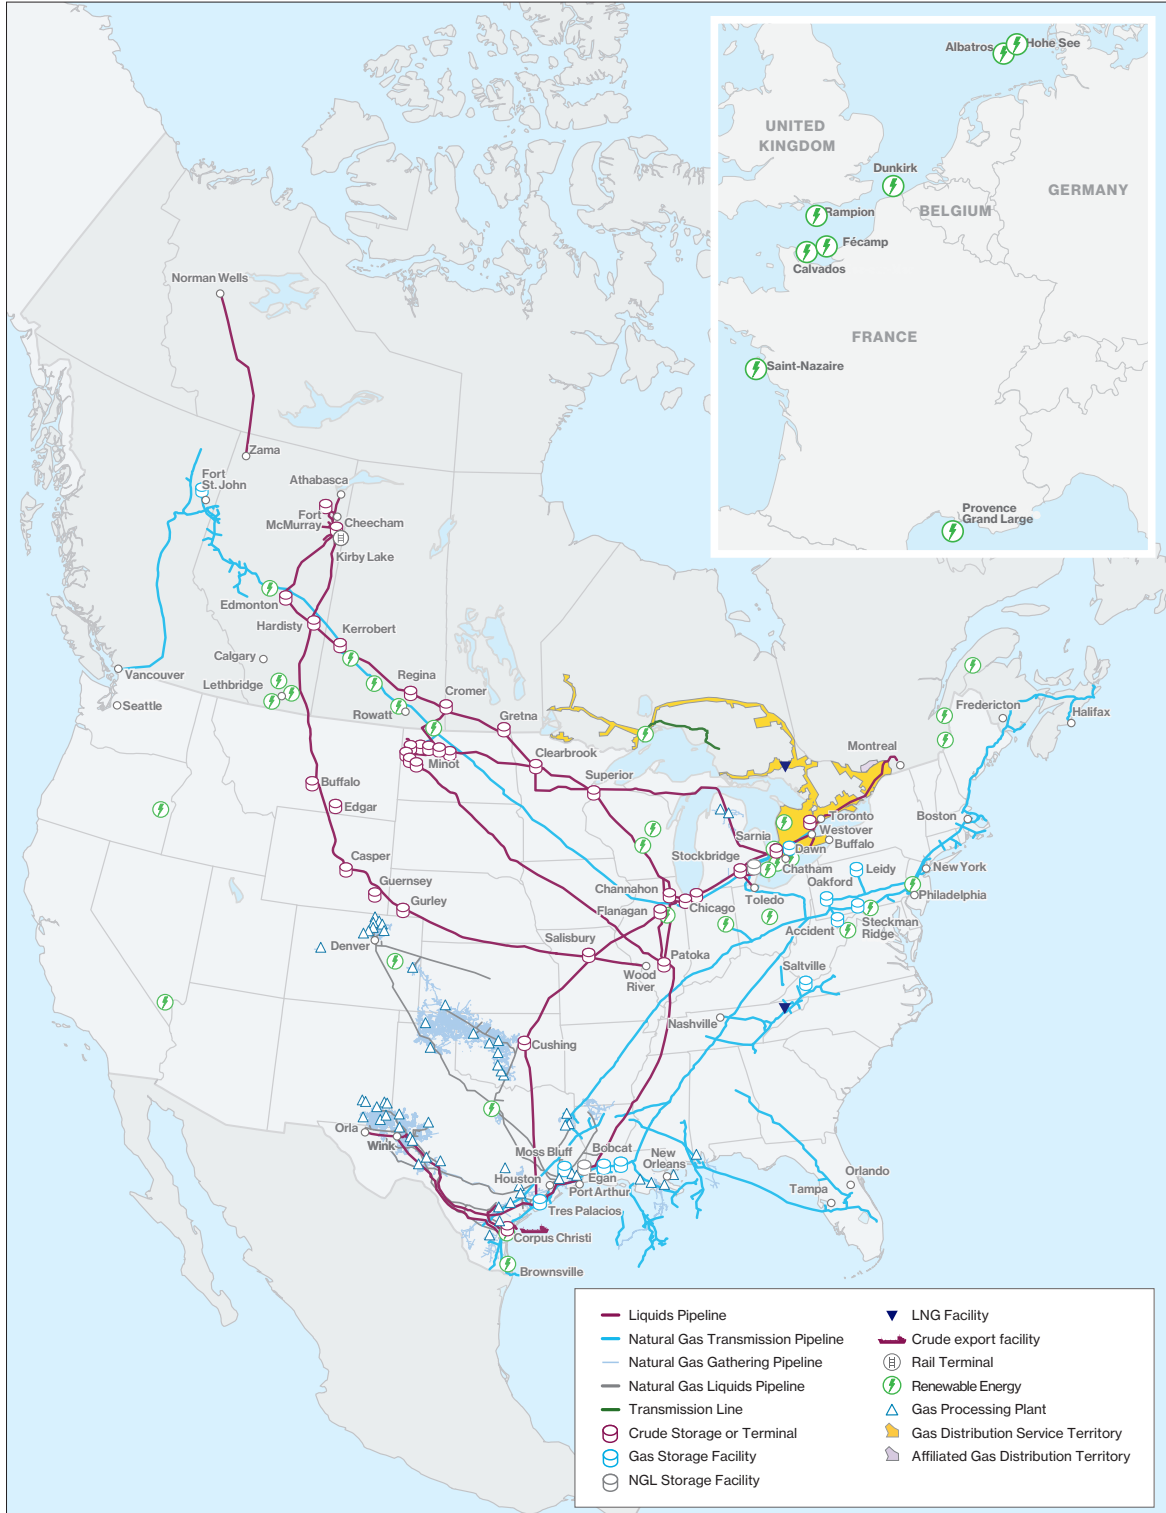 Albatros
Hohe See
UNITED
KINGDOM
Dunkirk
GERMANY
BELGIUM
Rampion
Fécamp
Calvados
FRANCE
Saint-Nazaire
Provence
Grand Large
Norman Wells
Zama
Fort
St. John
Athabasca
Fort
McMurray
Cheecham
Kirby Lake
Edmonton
Hardisty
Kerrobert
Calgary
Vancouver
Lethbridge
Regina
Cromer
Seattle
Rowatt
Gretna
Fredericton
Halifax
Clearbrook
Montreal
Minot
Superior
Buffalo
Edgar
Toronto
Boston
Westover
Sarnia
Buffalo
Dawn
Stockbridge
Casper
Chatham
Leidy
New York
Guernsey
Oakford
Channahon
Toledo
Philadelphia
Gurley
Flanagan
Chicago
Steckman
Ridge
Accident
Denver
Salisbury
Patoka
Wood
River
Saltville
Nashville
Cushing
Orla
Wink
Moss Bluff
Bobcat
New
Orleans
Houston
Egan
Port Arthur
Orlando
Tampa
Tres Palacios
Corpus Christi
Brownsville
Liquids Pipeline
Natural Gas Transmission Pipeline
Natural Gas Gathering Pipeline
Natural Gas Liquids Pipeline
Transmission Line
Crude Storage or Terminal
Gas Storage Facility
NGL Storage Facility
LNG Facility
Crude export facility
Rail Terminal
Renewable Energy
Gas Processing Plant
Gas Distribution Service Territory
Affiliated Gas Distribution Territory